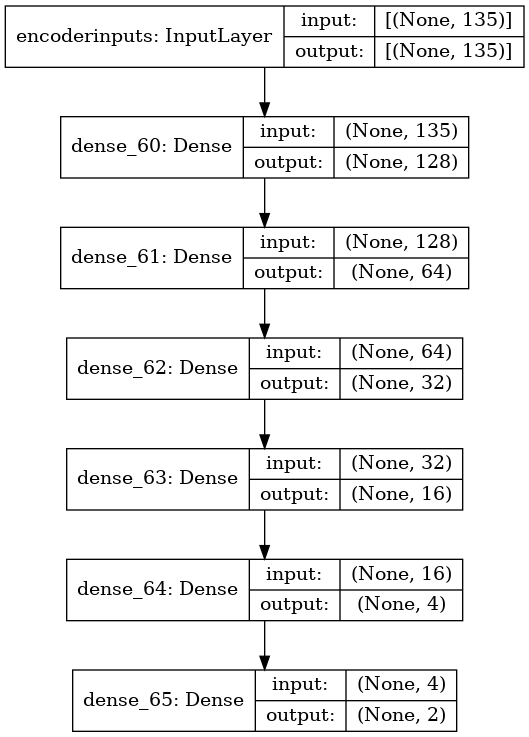 encoderinputs: InputLayer
input: [(None, 135)]
output: [(None, 135)]
dense_60: Dense
input: (None, 135)
output: (None, 128)
dense_61: Dense
input: (None, 128)
output: (None, 64)
dense_62: Dense
input: (None, 64)
output: (None, 32)
dense_63: Dense
input: (None, 32)
output: (None, 16)
dense_64: Dense
input: (None, 16)
output: (None, 4)
dense_65: Dense
input: (None, 4)
output: (None, 2)